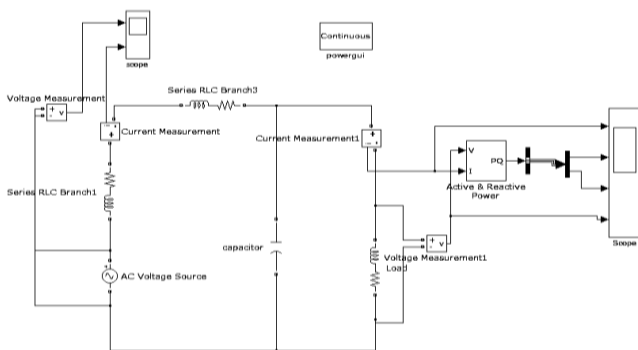 Continuous
powergui
scope
Series RLC Branch3
Voltage Measurement
+
-
v
Current Measurement
Current Measurement1
V
I
PQ
Active & Reactive
Power
Series RLC Branch1
Scope
capacitor
+
-
v
Voltage Measurement1
Load
AC Voltage Source